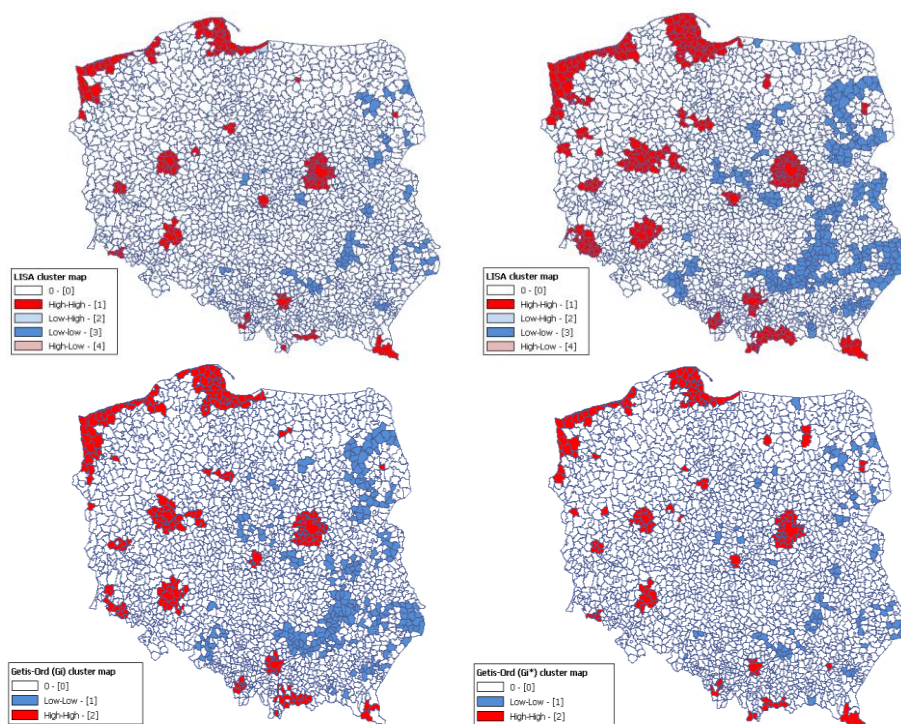 LISA cluster map
0 - [0]
High-High - [1]
Low-High - [2]
Low-low - [3]
High-Low - [4]
LISA cluster map
0 - [0]
High-High - [1]
Low-High - [2]
Low-low - [3]
High-Low - [4]
Getis-Ord (Gi) cluster map
0 - [0]
Low-Low - [1]
High-High - [2]
Getis-Ord (Gi*) cluster map
0 - [0]
Low-Low - [1]
High-High - [2]